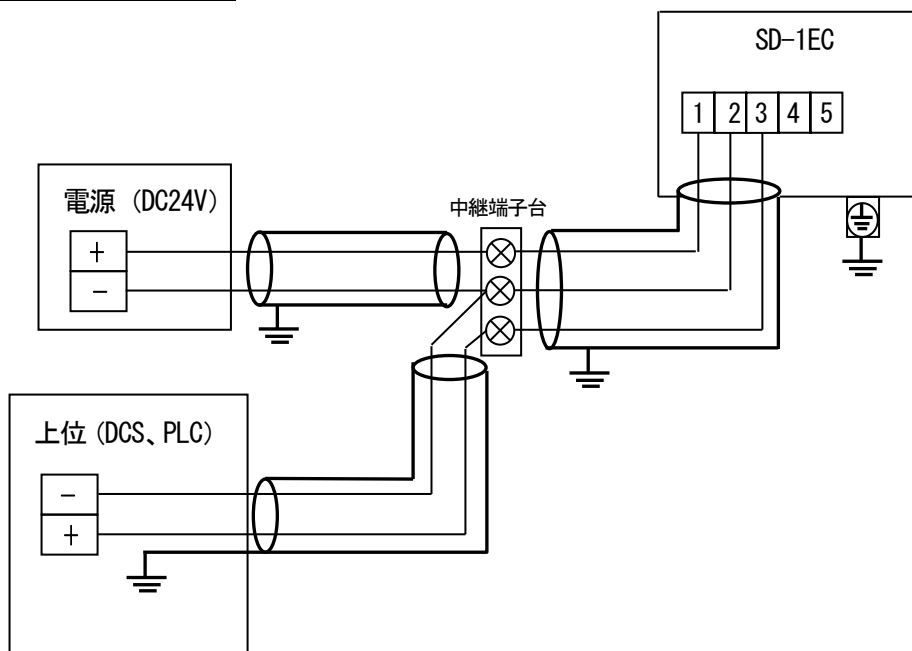 SD-1EC
1 2 3 4 5
電源 (DC24V)
+
-
中継端子台
上位 (DCS、PLC)
-
+